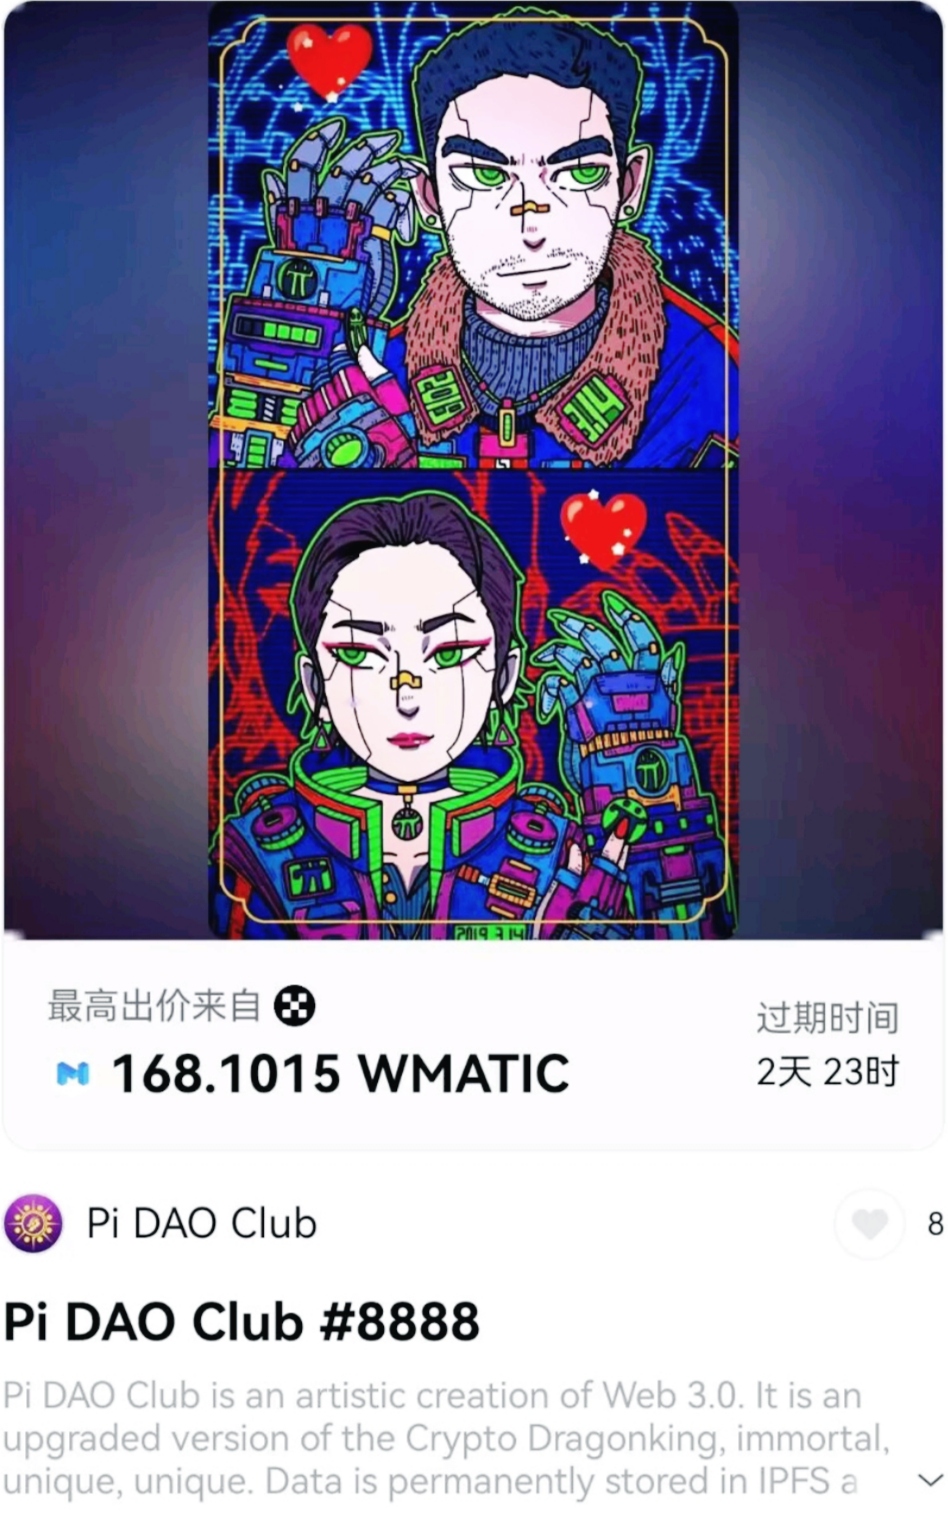 2019 3 14
最高出价来自
168.1015 WMATIC
过期时间
2天 23时
Pi DAO Club
8
Pi DAO Club #8888
Pi DAO Club is an artistic creation of Web 3.0. It is an
upgraded version of the Crypto Dragonking, immortal,
unique, unique. Data is permanently stored in IPFS a